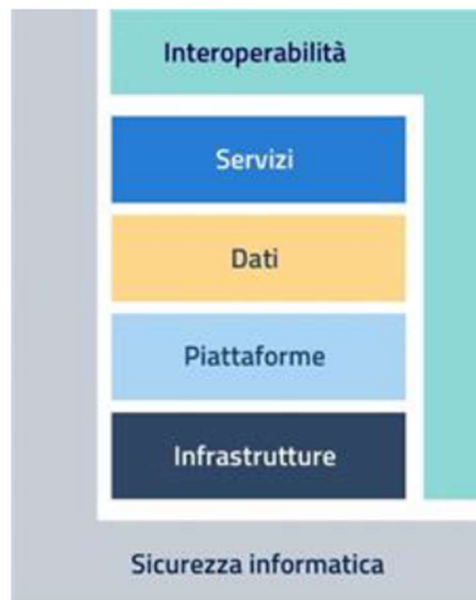 Interoperabilità
Servizi
Dati
Piattaforme
Infrastrutture
Sicurezza informatica